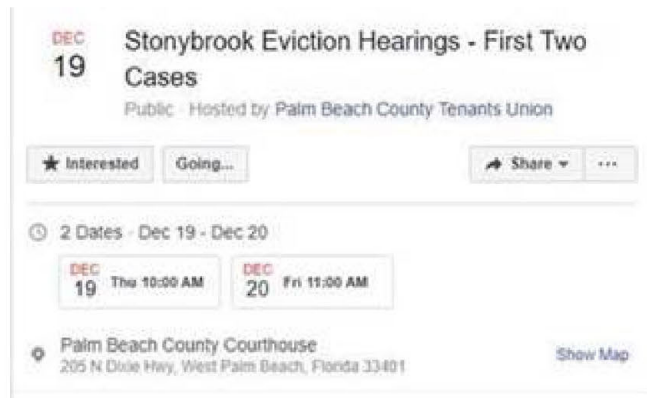 DEC
19
Stonybrook Eviction Hearings - First Two
Cases
Public · Hosted by Palm Beach County Tenants Union
★ Interested
Going...
Share
...
2 Dates · Dec 19 - Dec 20
DEC
19
Thu 10:00 AM
DEC
20
Fri 11:00 AM
Palm Beach County Courthouse
Show Map
205 N Dixie Hwy, West Palm Beach, Florida 33401